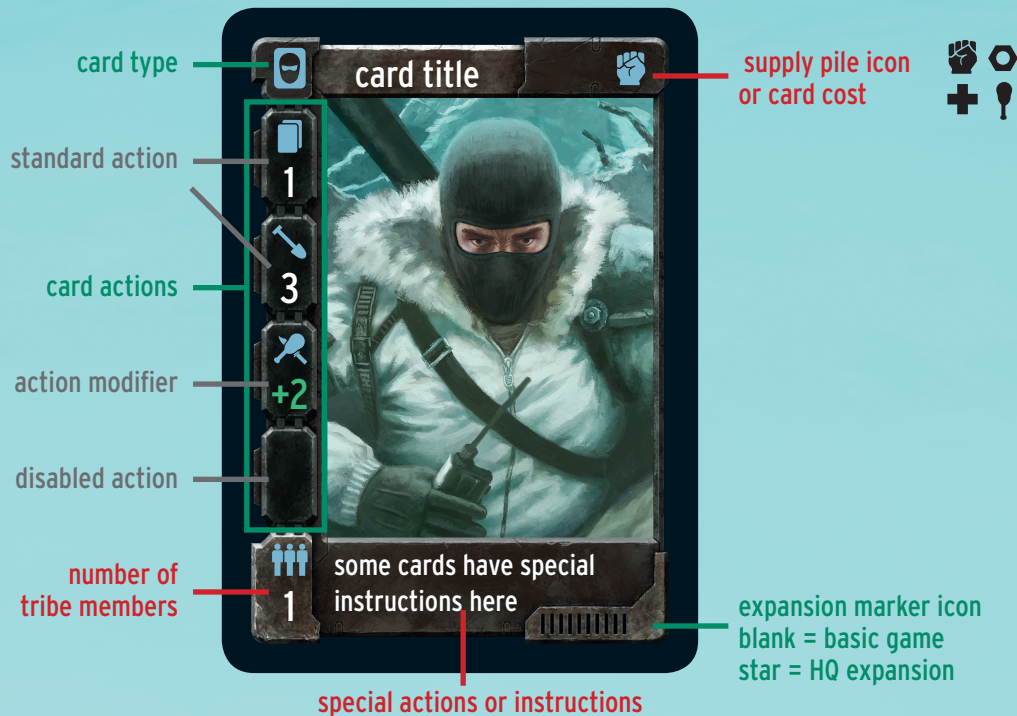 card type
card title
supply pile icon
or card cost
standard action
1
3
card actions
action modifier
+2
disabled action
number of
tribe members
1
some cards have special
instructions here
expansion marker icon
blank = basic game
star = HQ expansion
special actions or instructions